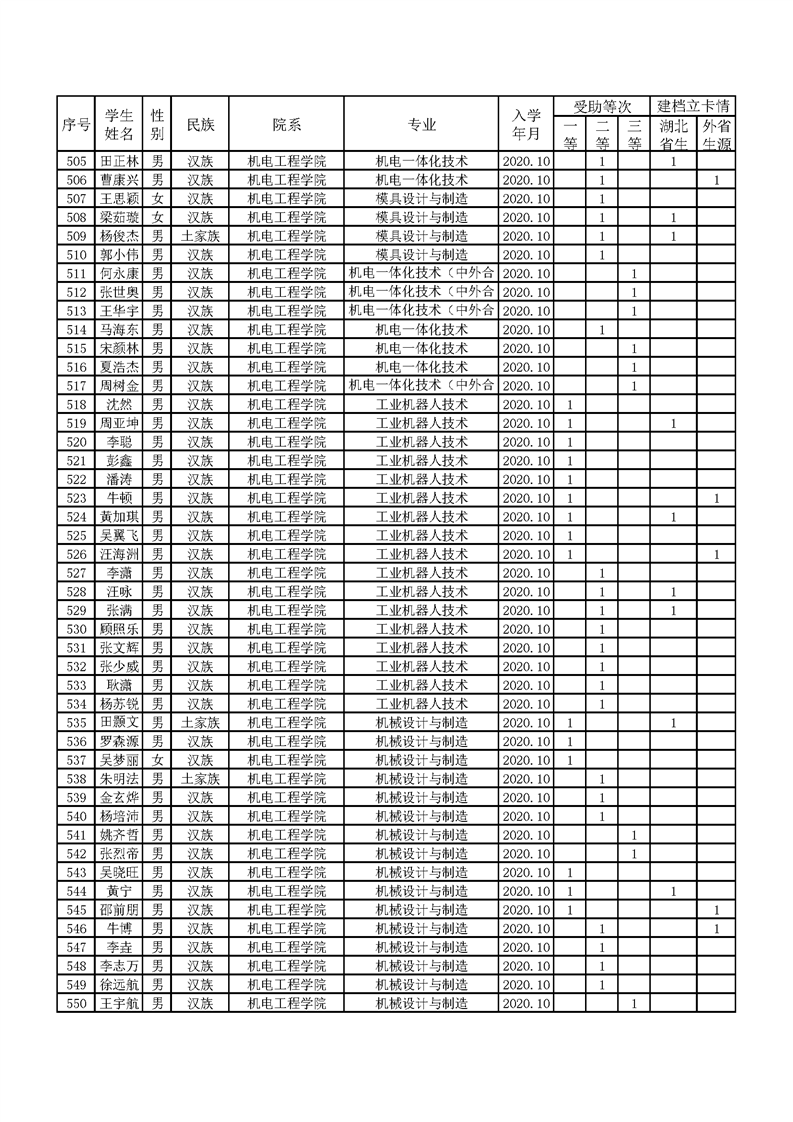 序号 学生姓名 性别 民族 院系 专业 入学年月 受助等次 建档立卡情
一等 二等 三等 湖北省生 外省生源
505 田正林 男 汉族 机电工程学院 机电一体化技术 2020.10 1 1
506 曹康兴 男 汉族 机电工程学院 机电一体化技术 2020.10 1 1
507 王思颖 女 汉族 机电工程学院 模具设计与制造 2020.10 1
508 梁茹璇 女 汉族 机电工程学院 模具设计与制造 2020.10 1 1
509 杨俊杰 男 土家族 机电工程学院 模具设计与制造 2020.10 1 1
510 郭小伟 男 汉族 机电工程学院 模具设计与制造 2020.10 1
511 何永康 男 汉族 机电工程学院 机电一体化技术（中外合 2020.10 1
512 张世奥 男 汉族 机电工程学院 机电一体化技术（中外合 2020.10 1
513 王华宇 男 汉族 机电工程学院 机电一体化技术（中外合 2020.10 1
514 马海东 男 汉族 机电工程学院 机电一体化技术 2020.10 1
515 宋颜林 男 汉族 机电工程学院 机电一体化技术 2020.10 1
516 夏浩杰 男 汉族 机电工程学院 机电一体化技术 2020.10 1
517 周树金 男 汉族 机电工程学院 机电一体化技术（中外合 2020.10 1
518 沈然 男 汉族 机电工程学院 工业机器人技术 2020.10 1
519 周亚坤 男 汉族 机电工程学院 工业机器人技术 2020.10 1 1
520 李聪 男 汉族 机电工程学院 工业机器人技术 2020.10 1
521 彭鑫 男 汉族 机电工程学院 工业机器人技术 2020.10 1
522 潘涛 男 汉族 机电工程学院 工业机器人技术 2020.10 1
523 牛顿 男 汉族 机电工程学院 工业机器人技术 2020.10 1 1
524 黄加琪 男 汉族 机电工程学院 工业机器人技术 2020.10 1 1
525 吴翼飞 男 汉族 机电工程学院 工业机器人技术 2020.10 1
526 汪海洲 男 汉族 机电工程学院 工业机器人技术 2020.10 1 1
527 李潇 男 汉族 机电工程学院 工业机器人技术 2020.10 1
528 汪咏 男 汉族 机电工程学院 工业机器人技术 2020.10 1 1
529 张满 男 汉族 机电工程学院 工业机器人技术 2020.10 1 1
530 顾照乐 男 汉族 机电工程学院 工业机器人技术 2020.10 1
531 张文辉 男 汉族 机电工程学院 工业机器人技术 2020.10 1
532 张少威 男 汉族 机电工程学院 工业机器人技术 2020.10 1
533 耿潇 男 汉族 机电工程学院 工业机器人技术 2020.10 1
534 杨苏锐 男 汉族 机电工程学院 工业机器人技术 2020.10 1
535 田灏文 男 土家族 机电工程学院 机械设计与制造 2020.10 1 1
536 罗森源 男 汉族 机电工程学院 机械设计与制造 2020.10 1
537 吴梦丽 女 汉族 机电工程学院 机械设计与制造 2020.10 1
538 朱明法 男 土家族 机电工程学院 机械设计与制造 2020.10 1
539 金玄烨 男 汉族 机电工程学院 机械设计与制造 2020.10 1
540 杨培沛 男 汉族 机电工程学院 机械设计与制造 2020.10 1
541 姚齐哲 男 汉族 机电工程学院 机械设计与制造 2020.10 1
542 张烈帝 男 汉族 机电工程学院 机械设计与制造 2020.10 1
543 吴晓旺 男 汉族 机电工程学院 机械设计与制造 2020.10 1
544 黄宁 男 汉族 机电工程学院 机械设计与制造 2020.10 1 1
545 邵前朋 男 汉族 机电工程学院 机械设计与制造 2020.10 1 1
546 牛博 男 汉族 机电工程学院 机械设计与制造 2020.10 1 1
547 李垚 男 汉族 机电工程学院 机械设计与制造 2020.10 1
548 李志万 男 汉族 机电工程学院 机械设计与制造 2020.10 1
549 徐远航 男 汉族 机电工程学院 机械设计与制造 2020.10 1
550 王宇航 男 汉族 机电工程学院 机械设计与制造 2020.10 1